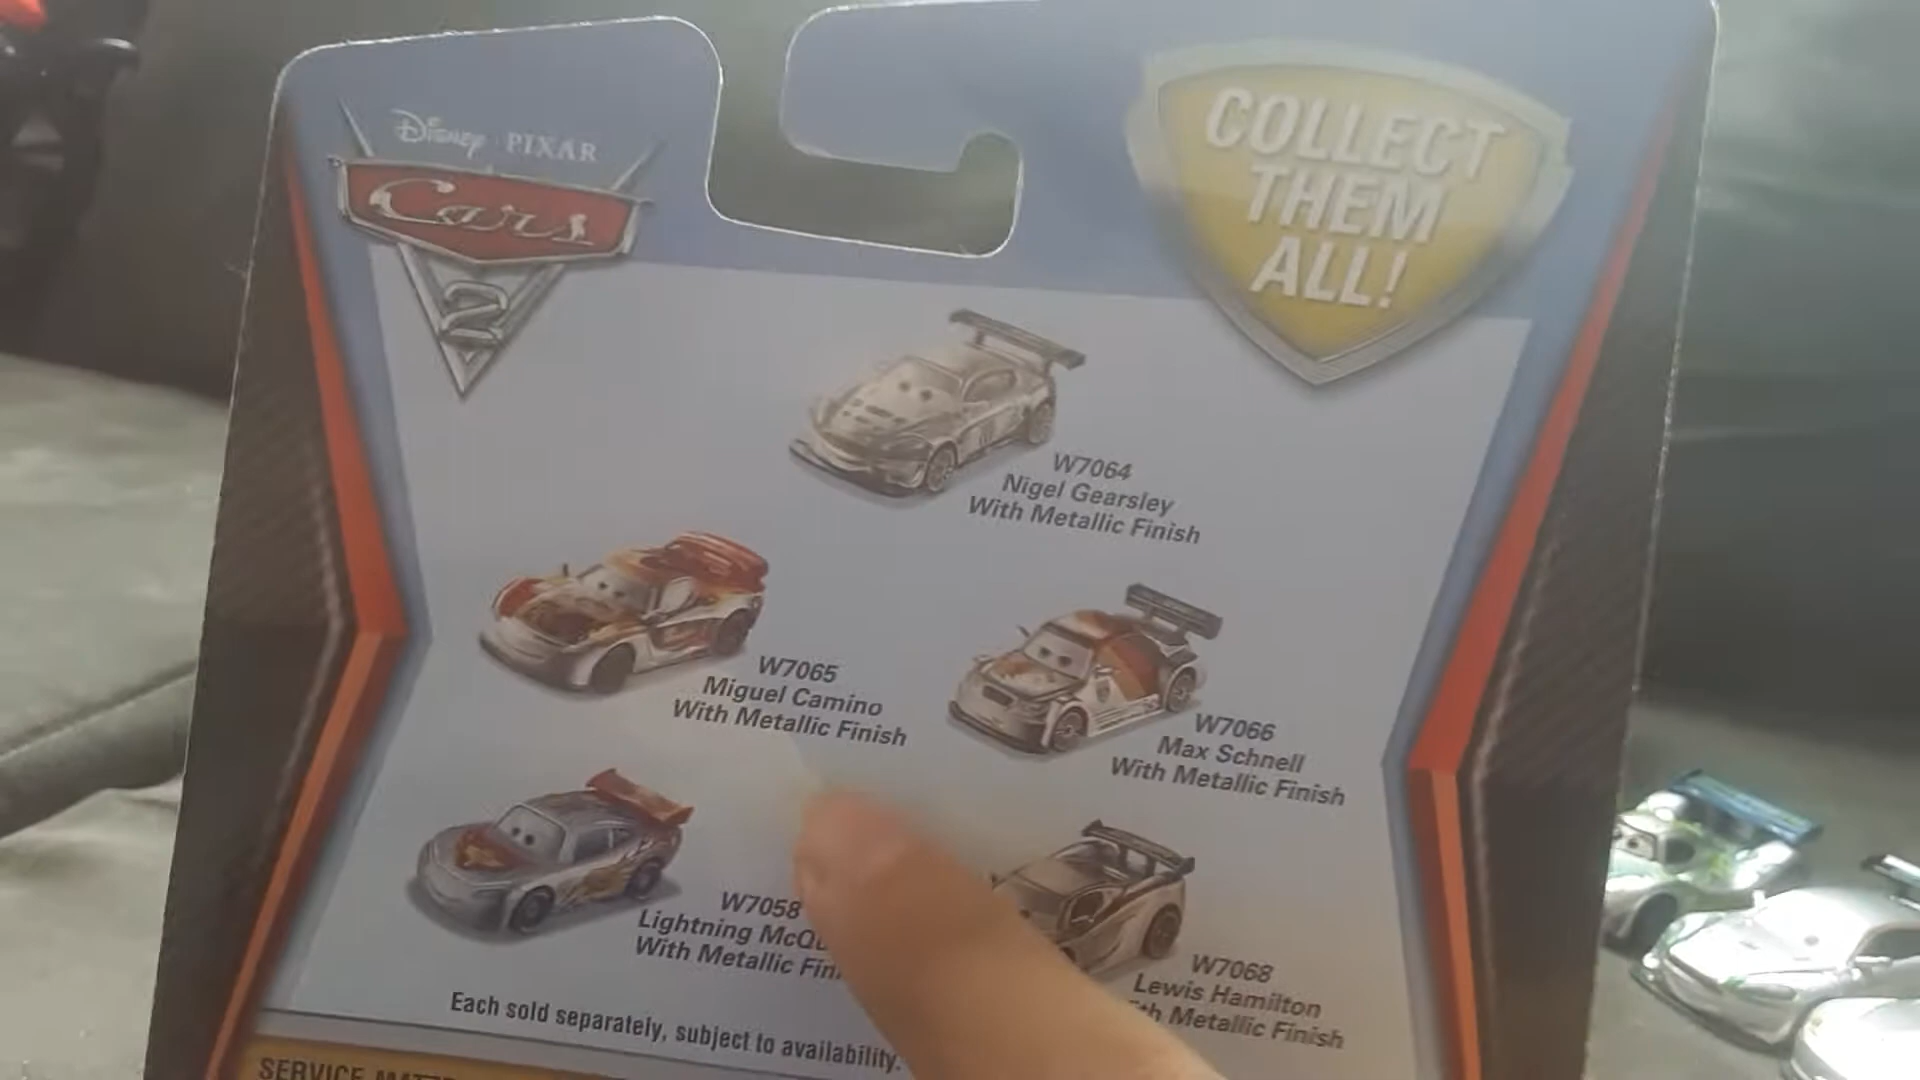 Disney · PIXAR
Cars
2
COLLECT
THEM
ALL!
W7064
Nigel Gearsley
With Metallic Finish
W7065
Miguel Camino
With Metallic Finish
W7066
Max Schnell
With Metallic Finish
W7058
Lightning
With Metallic
W7068
Lewis Hamilton
Metallic Finish
Each sold separately, subject to availability.
SERVICE